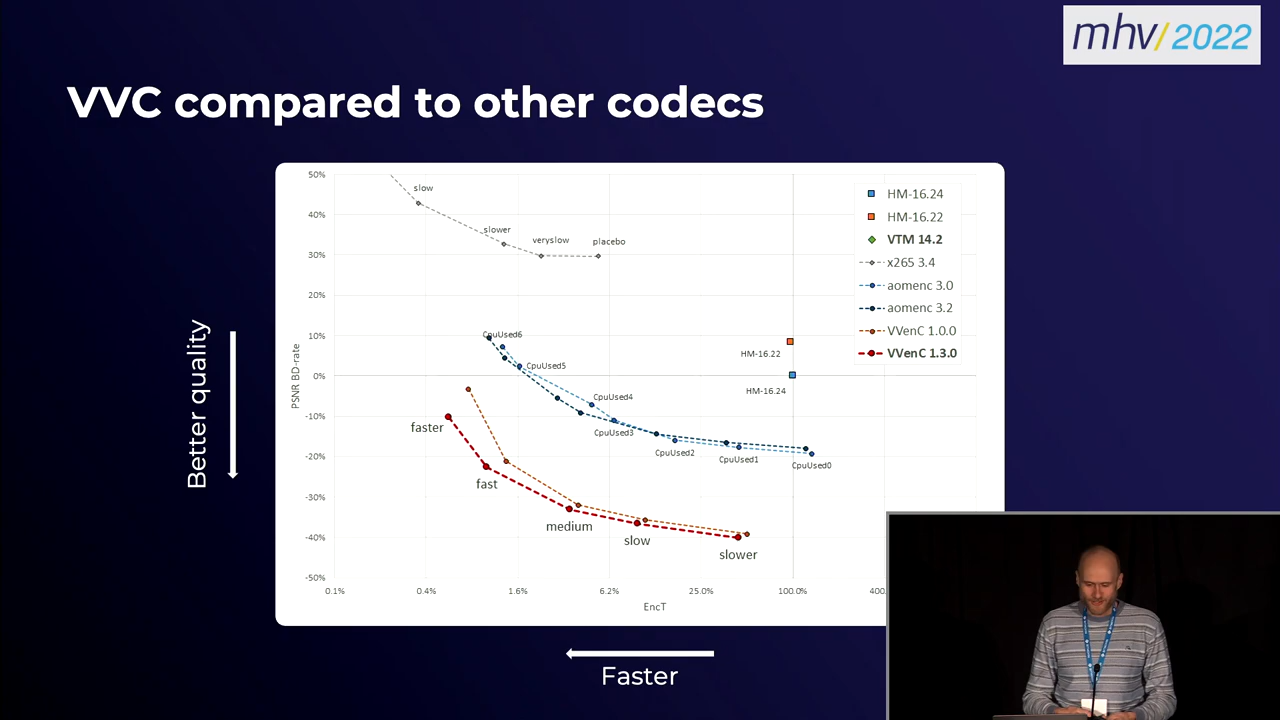 mhv/2022
VVC compared to other codecs
50%
40%
30%
20%
10%
0%
-10%
-20%
-30%
-40%
-50%
PSNR BD-rate
slow
slower
veryslow
placebo
CpuUsed6
CpuUsed5
CpuUsed4
CpuUsed3
CpuUsed2
CpuUsed1
CpuUsed0
HM-16.22
HM-16.24
faster
fast
medium
slow
slower
HM-16.24
HM-16.22
VTM 14.2
x265 3.4
aomenc 3.0
aomenc 3.2
VVenC 1.0.0
VVenC 1.3.0
0.1%
0.4%
1.6%
6.2%
25.0%
100.0%
400.
EncT
Better quality
Faster